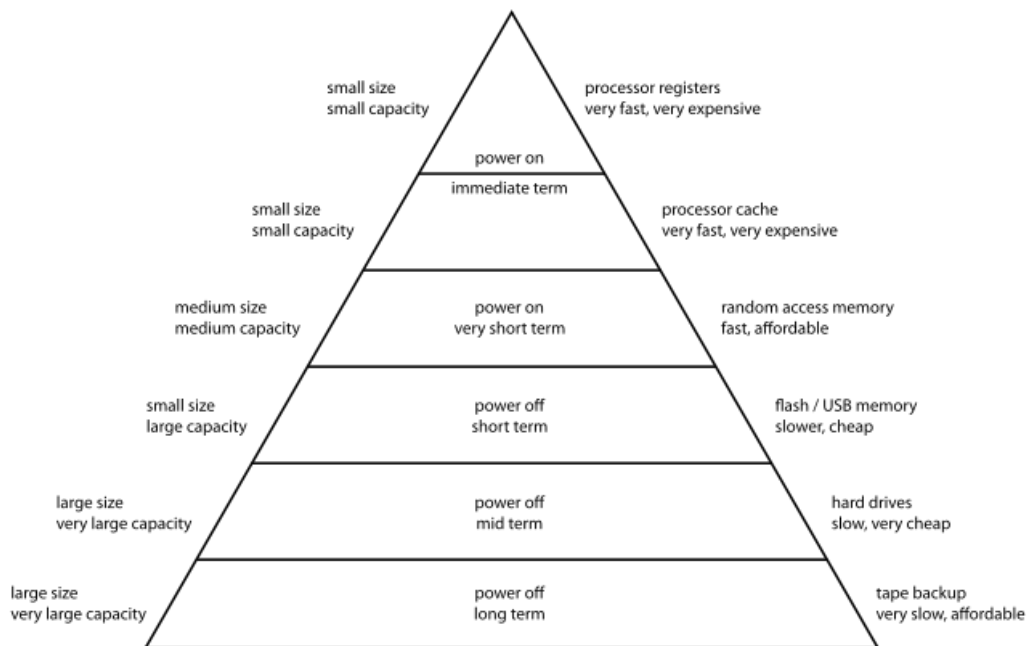 small size
small capacity
processor registers
very fast, very expensive
power on
immediate term
small size
small capacity
processor cache
very fast, very expensive
medium size
medium capacity
power on
very short term
random access memory
fast, affordable
small size
large capacity
power off
short term
flash / USB memory
slower, cheap
large size
very large capacity
power off
mid term
hard drives
slow, very cheap
large size
very large capacity
power off
long term
tape backup
very slow, affordable